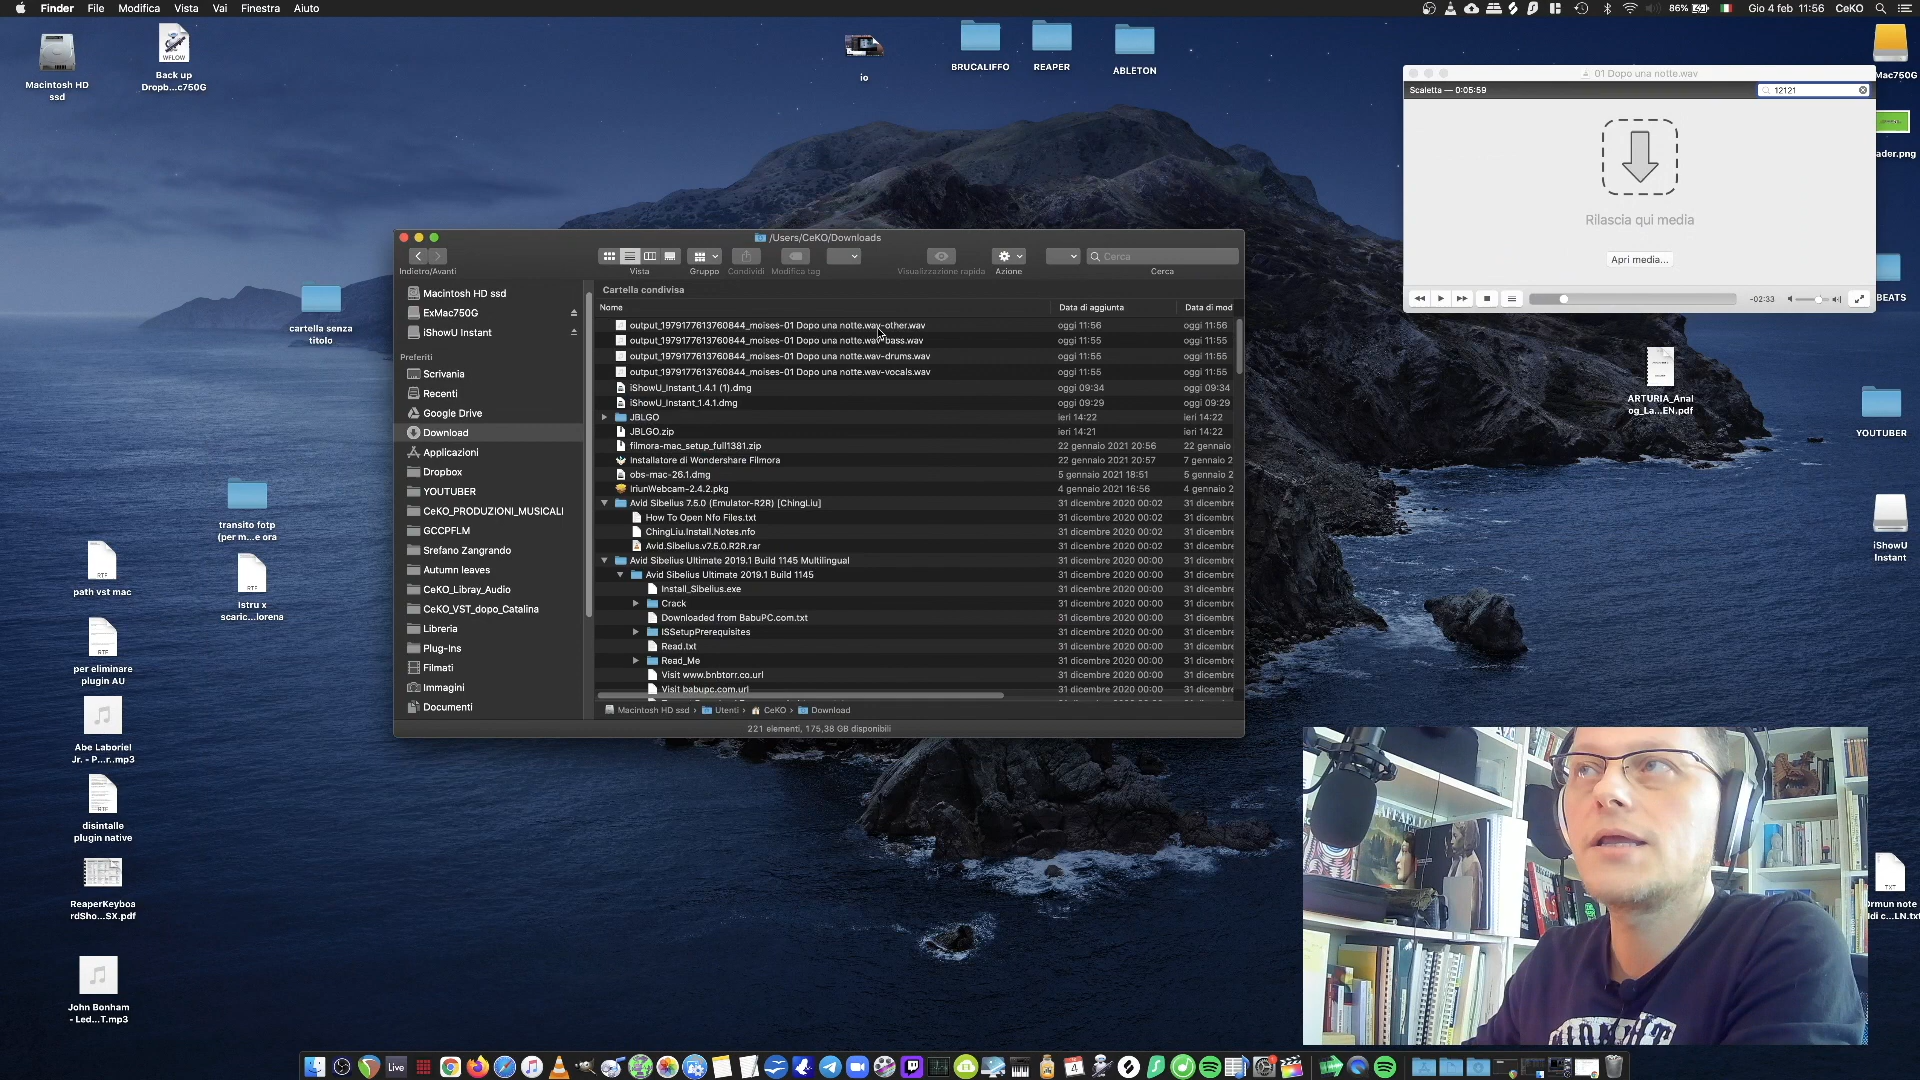 Finder File Modifica Vista Vai Finestra Aiuto
86% Gio 4 feb 11:56 CeKO
Macintosh HD
ssd
WFLOW
Back up
Dropb...c750G
io
BRUCALIFFO
REAPER
ABLETON
01 Dopo una notte.wav
Scaletta — 0:05:59
12121
Rilascia qui media
Apri media...
-02:33
Mac750G
ader.png
BEATS
YOUTUBER
iShowU
Instant
TXT
Ormun note
ARTURIA_Anal
og_La...EN.pdf
cartella senza
titolo
transito fotp
(per m...e ora
RTF
path vst mac
RTF
Istru x
scaric...lorena
RTF
per eliminare
plugin AU
Abe Laboriel
Jr. - P...r..mp3
RTF
disintalle
plugin native
ReaperKeyboa
rdSho...SX.pdf
John Bonham
- Led...T.mp3
/Users/CeKO/Downloads
Indietro/Avanti
Vista
Gruppo
Condividi
Modifica tag
Visualizzazione rapida
Azione
Cerca
Cerca
Macintosh HD ssd
ExMac750G
iShowU Instant
Preferiti
Scrivania
Recenti
Google Drive
Download
Applicazioni
Dropbox
YOUTUBER
CeKO_PRODUZIONI_MUSICALI
GCCPFLM
Srefano Zangrando
Autumn leaves
CeKO_Libray_Audio
CeKO_VST_dopo_Catalina
Libreria
Plug-Ins
Filmati
Immagini
Documenti
Cartella condivisa
Nome Data di aggiunta Data di mod
output_1979177613760844_moises-01 Dopo una notte.wav-other.wav oggi 11:56 oggi 11:56
output_1979177613760844_moises-01 Dopo una notte.wav-bass.wav oggi 11:55 oggi 11:55
output_1979177613760844_moises-01 Dopo una notte.wav-drums.wav oggi 11:55 oggi 11:55
output_1979177613760844_moises-01 Dopo una notte.wav-vocals.wav oggi 11:55 oggi 11:55
iShowU_Instant_1.4.1 (1).dmg oggi 09:34 oggi 09:34
iShowU_Instant_1.4.1.dmg oggi 09:29 oggi 09:29
JBLGO ieri 14:22 ieri 14:22
JBLGO.zip ieri 14:21 ieri 14:22
filmora-mac_setup_full1381.zip 22 gennaio 2021 20:56 22 gennaio
Installatore di Wondershare Filmora 22 gennaio 2021 20:57 7 gennaio 2
obs-mac-26.1.dmg 5 gennaio 2021 18:51 5 gennaio 2
IriunWebcam-2.4.2.pkg 4 gennaio 2021 16:56 4 gennaio 2
Avid Sibelius 7.5.0 (Emulator-R2R) [ChingLiu] 31 dicembre 2020 00:02 31 dicembre
How To Open Nfo Files.txt 31 dicembre 2020 00:02 31 dicembre
ChingLiu.Install.Notes.nfo 31 dicembre 2020 00:02 31 dicembre
Avid.Sibelius.v7.5.0.R2R.rar 31 dicembre 2020 00:02 31 dicembre
Avid Sibelius Ultimate 2019.1 Build 1145 Multilingual 31 dicembre 2020 00:00 31 dicembre
Avid Sibelius Ultimate 2019.1 Build 1145 31 dicembre 2020 00:00 31 dicembre
Install_Sibelius.exe 31 dicembre 2020 00:00 31 dicembre
Crack 31 dicembre 2020 00:00 31 dicembre
Downloaded from BabuPC.com.txt 31 dicembre 2020 00:00 31 dicembre
ISSetupPrerequisites 31 dicembre 2020 00:00 31 dicembre
Read.txt 31 dicembre 2020 00:00 31 dicembre
Read_Me 31 dicembre 2020 00:00 31 dicembre
Visit www.bnbtorr.co.url 31 dicembre 2020 00:00 31 dicembre
Visit babupc.com.url 31 dicembre 2020 00:00 31 dicembre
Macintosh HD ssd › Utenti › CeKO › Download
221 elementi, 175,38 GB disponibili
RAFFAELLO
Live